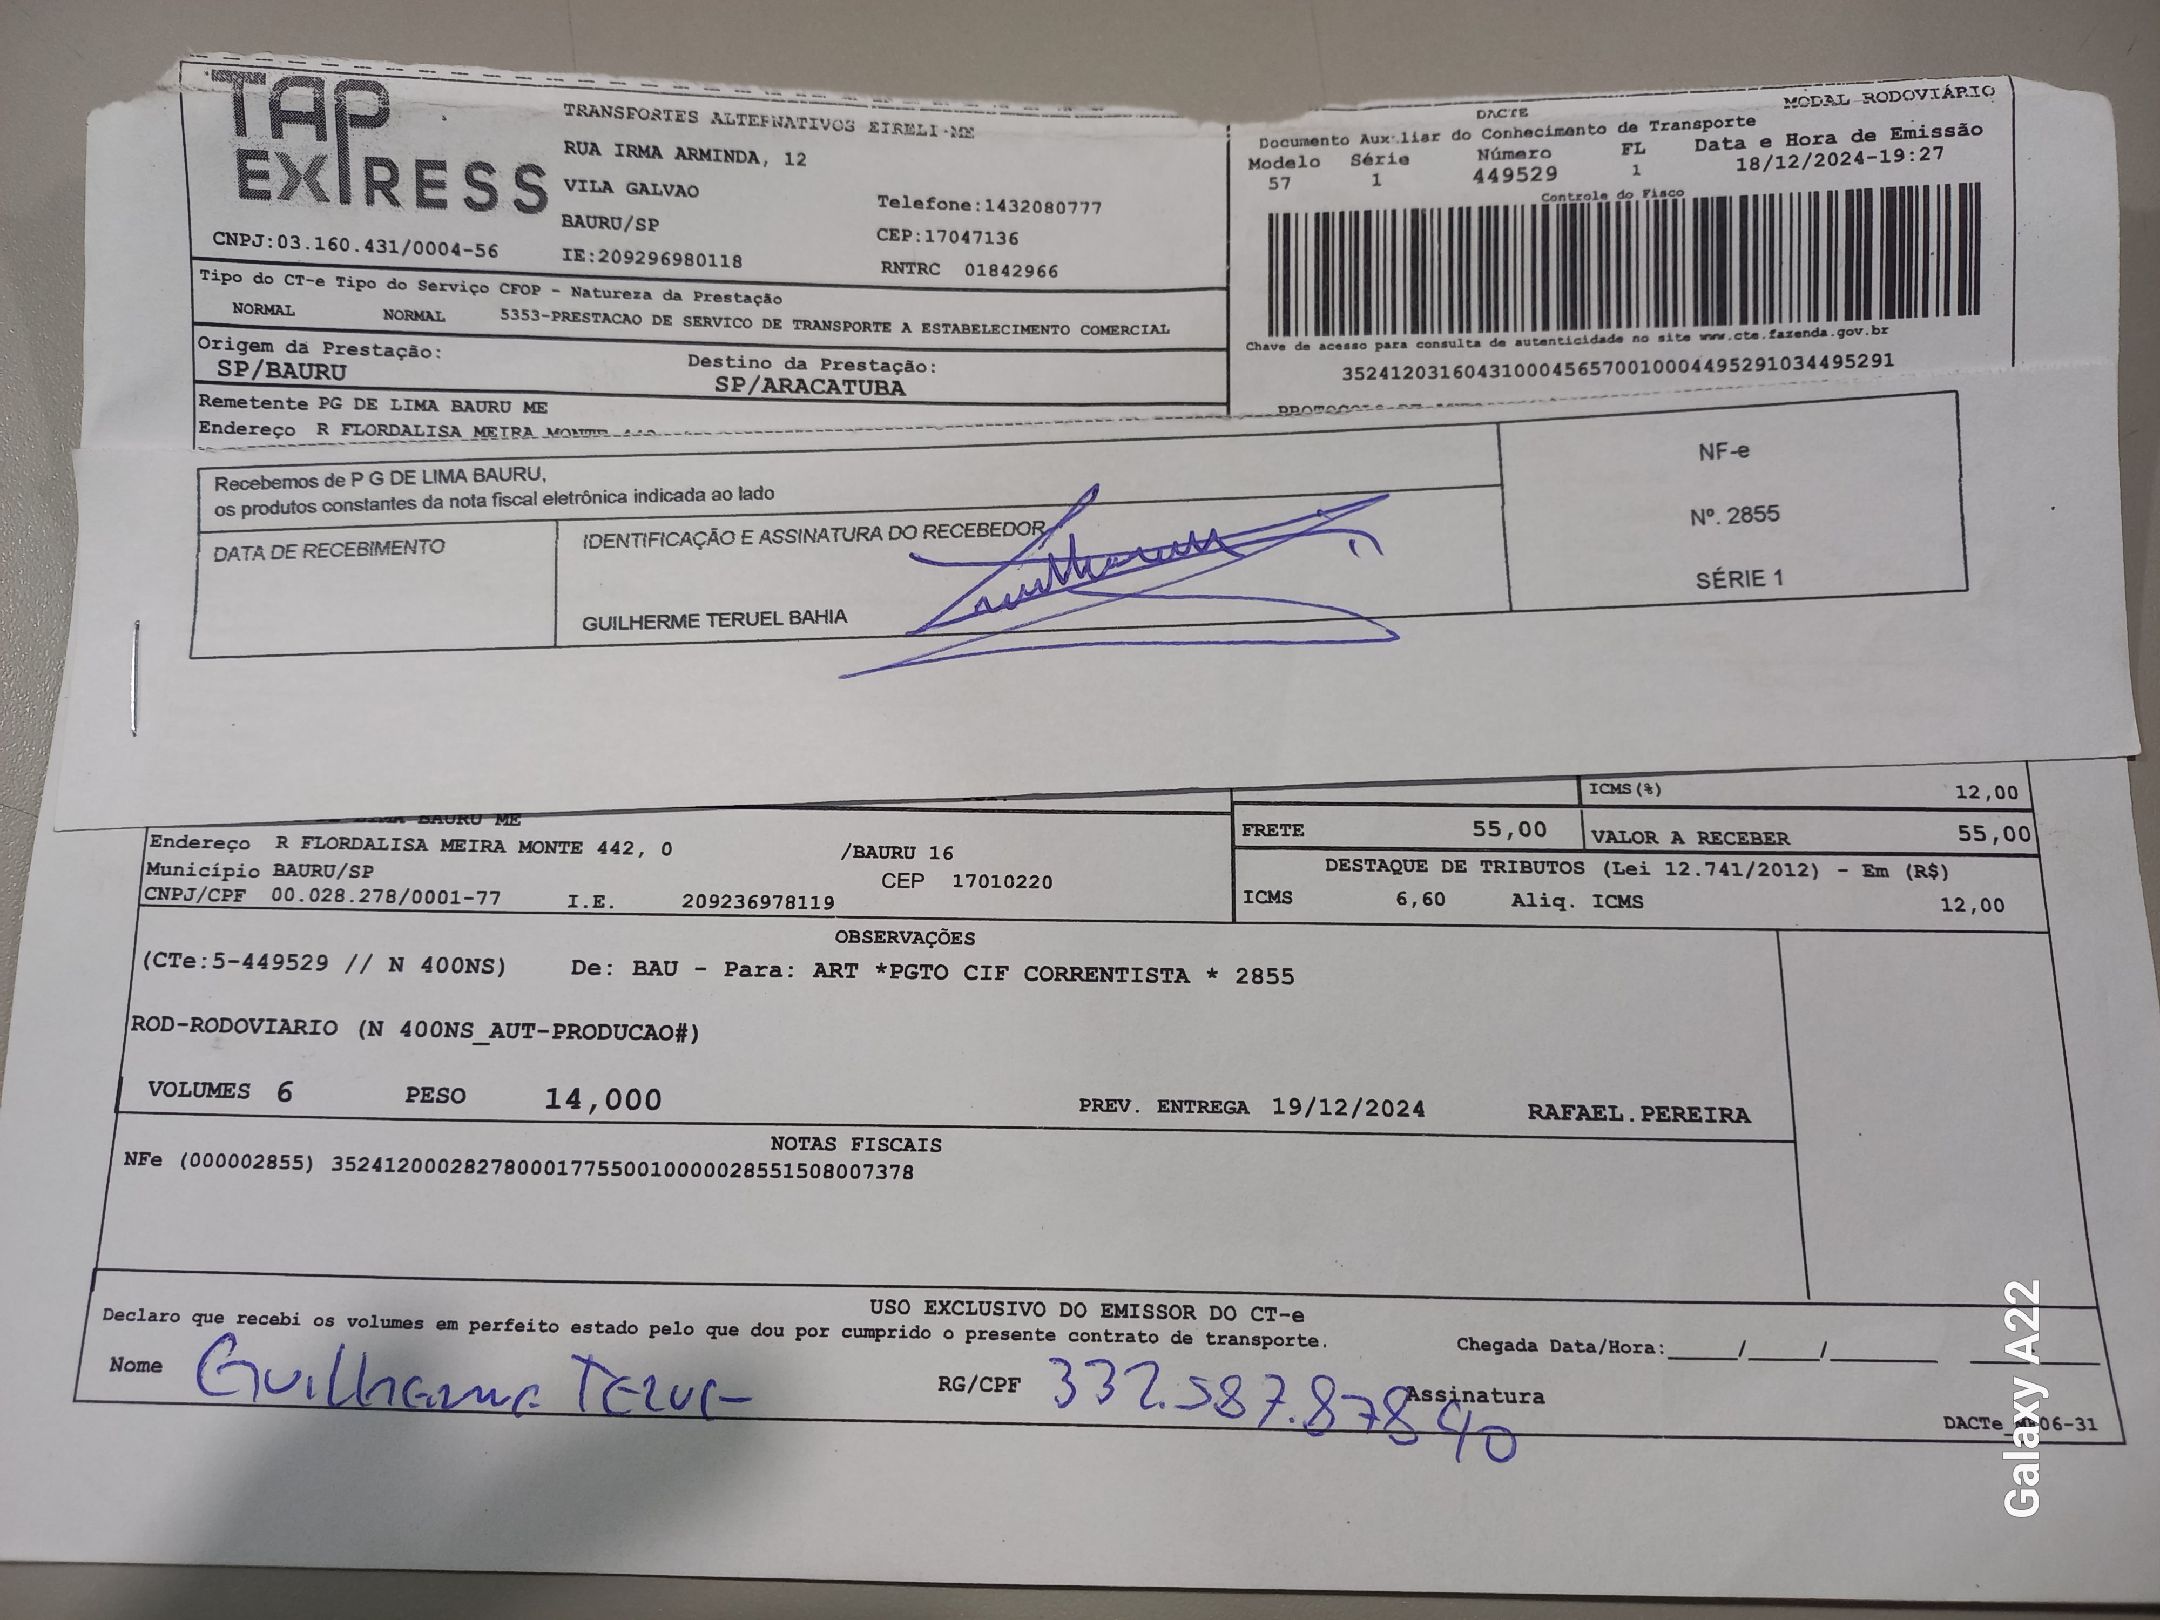 TAP EXPRESS
TRANSPORTES ALTERNATIVOS EIRELI-ME
RUA IRMA ARMINDA, 12
VILA GALVAO
BAURU/SP
Telefone:1432080777
CEP:17047136
CNPJ:03.160.431/0004-56
IE:209296980118
RNTRC 01842966
DACTE
MODAL RODOVIÁRIO
Documento Auxiliar do Conhecimento de Transporte
Modelo Série Número FL Data e Hora de Emissão
57 1 449529 1 18/12/2024-19:27
Controle do Fisco
Chave de acesso para consulta de autenticidade no site www.cte.fazenda.gov.br
35241203160431000456570010004495291034495291
Tipo do CT-e Tipo do Serviço CFOP - Natureza da Prestação
NORMAL NORMAL 5353-PRESTACAO DE SERVICO DE TRANSPORTE A ESTABELECIMENTO COMERCIAL
Origem da Prestação: Destino da Prestação:
SP/BAURU SP/ARACATUBA
Remetente PG DE LIMA BAURU ME
Endereço R FLORDALISA MEIRA MONTE
Recebemos de P G DE LIMA BAURU,
os produtos constantes da nota fiscal eletrônica indicada ao lado
DATA DE RECEBIMENTO
IDENTIFICAÇÃO E ASSINATURA DO RECEBEDOR
GUILHERME TERUEL BAHIA
NF-e
Nº. 2855
SÉRIE 1
ICMS(%) 12,00
BAURU ME
FRETE 55,00 VALOR A RECEBER 55,00
Endereço R FLORDALISA MEIRA MONTE 442, 0 /BAURU 16
Município BAURU/SP CEP 17010220
CNPJ/CPF 00.028.278/0001-77 I.E. 209236978119
DESTAQUE DE TRIBUTOS (Lei 12.741/2012) - Em (R$)
ICMS 6,60 Aliq. ICMS 12,00
OBSERVAÇÕES
(CTe:5-449529 // N 400NS) De: BAU - Para: ART *PGTO CIF CORRENTISTA * 2855
ROD-RODOVIARIO (N 400NS_AUT-PRODUCAO#)
VOLUMES 6 PESO 14,000 PREV. ENTREGA 19/12/2024 RAFAEL.PEREIRA
NOTAS FISCAIS
NFe (000002855) 35241200028278000177550010000028551508007378
USO EXCLUSIVO DO EMISSOR DO CT-e
Declaro que recebi os volumes em perfeito estado pelo que dou por cumprido o presente contrato de transporte.
Chegada Data/Hora:____/____/______
Nome Guilherme RG/CPF 332.587.878 90 Assinatura
DACTe 06-31
Galaxy A22